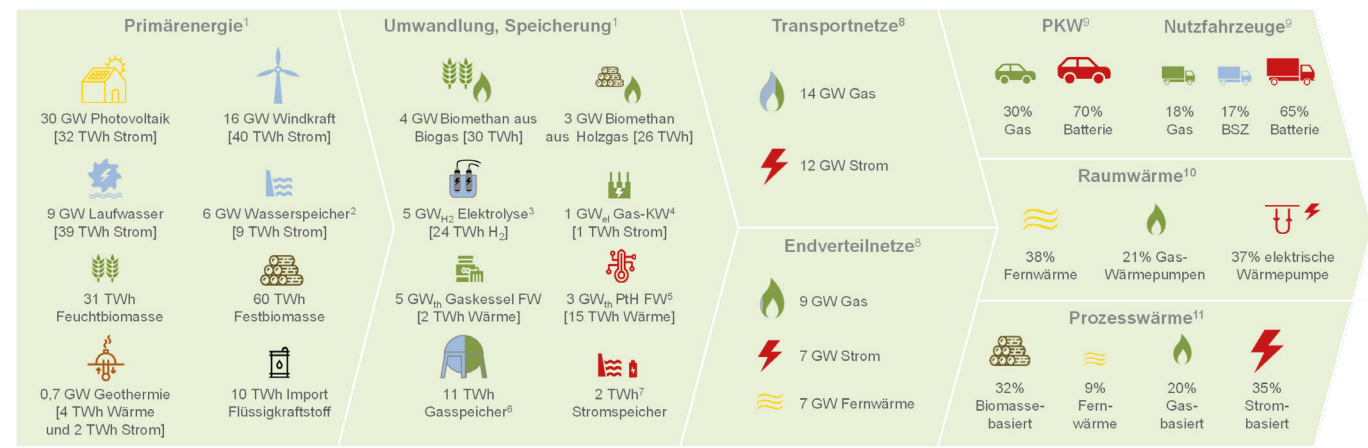 Primärenergie¹
30 GW Photovoltaik
[32 TWh Strom]
16 GW Windkraft
[40 TWh Strom]
9 GW Laufwasser
[39 TWh Strom]
6 GW Wasserspeicher²
[9 TWh Strom]
31 TWh
Feuchtbiomasse
60 TWh
Festbiomasse
0,7 GW Geothermie
[4 TWh Wärme
und 2 TWh Strom]
10 TWh Import
Flüssigkraftstoff
Umwandlung, Speicherung¹
4 GW Biomethan aus
Biogas [30 TWh]
3 GW Biomethan
aus Holzgas [26 TWh]
5 GW_H2 Elektrolyse³
[24 TWh H₂]
1 GW_el Gas-KW⁴
[1 TWh Strom]
5 GW_th Gaskessel FW
[2 TWh Wärme]
3 GW_th PtH FW⁵
[15 TWh Wärme]
11 TWh
Gasspeicher⁶
2 TWh⁷
Stromspeicher
Transportnetze⁸
14 GW Gas
12 GW Strom
Endverteilnetze⁸
9 GW Gas
7 GW Strom
7 GW Fernwärme
PKW⁹
30%
Gas
70%
Batterie
Nutzfahrzeuge⁹
18%
Gas
17%
BSZ
65%
Batterie
Raumwärme¹⁰
38%
Fernwärme
21% Gas-
Wärmepumpen
37% elektrische
Wärmepumpe
Prozesswärme¹¹
32%
Biomasse-
basiert
9%
Fern-
wärme
20%
Gas-
basiert
35%
Strom-
basiert